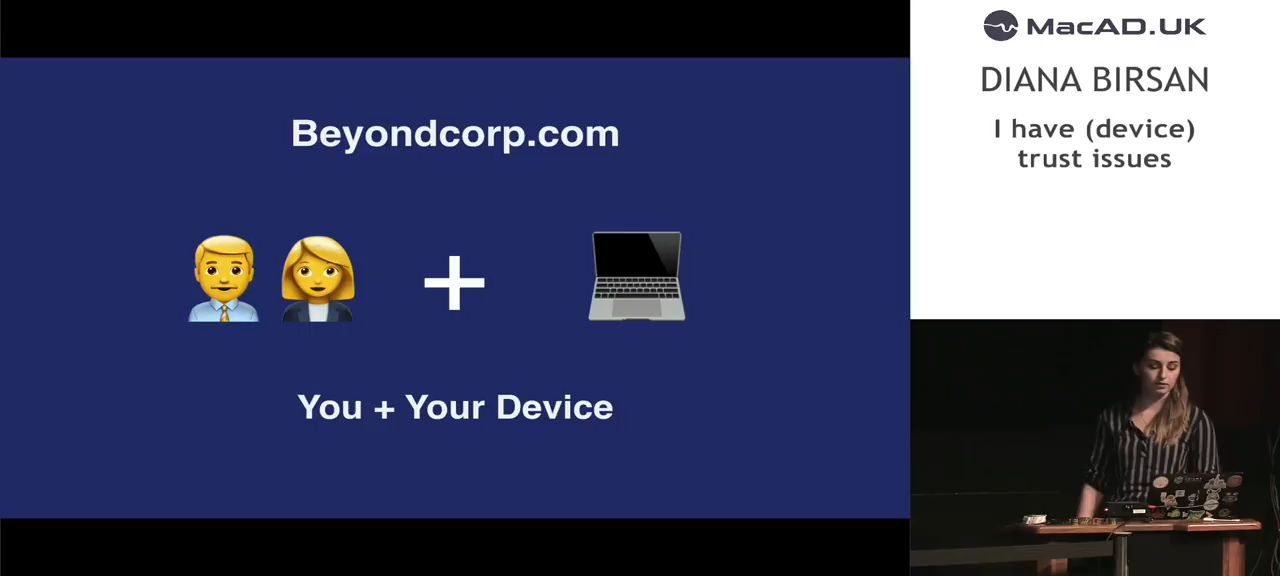 Beyondcorp.com
You + Your Device
MacAD.UK
DIANA BIRSAN
I have (device)
trust issues